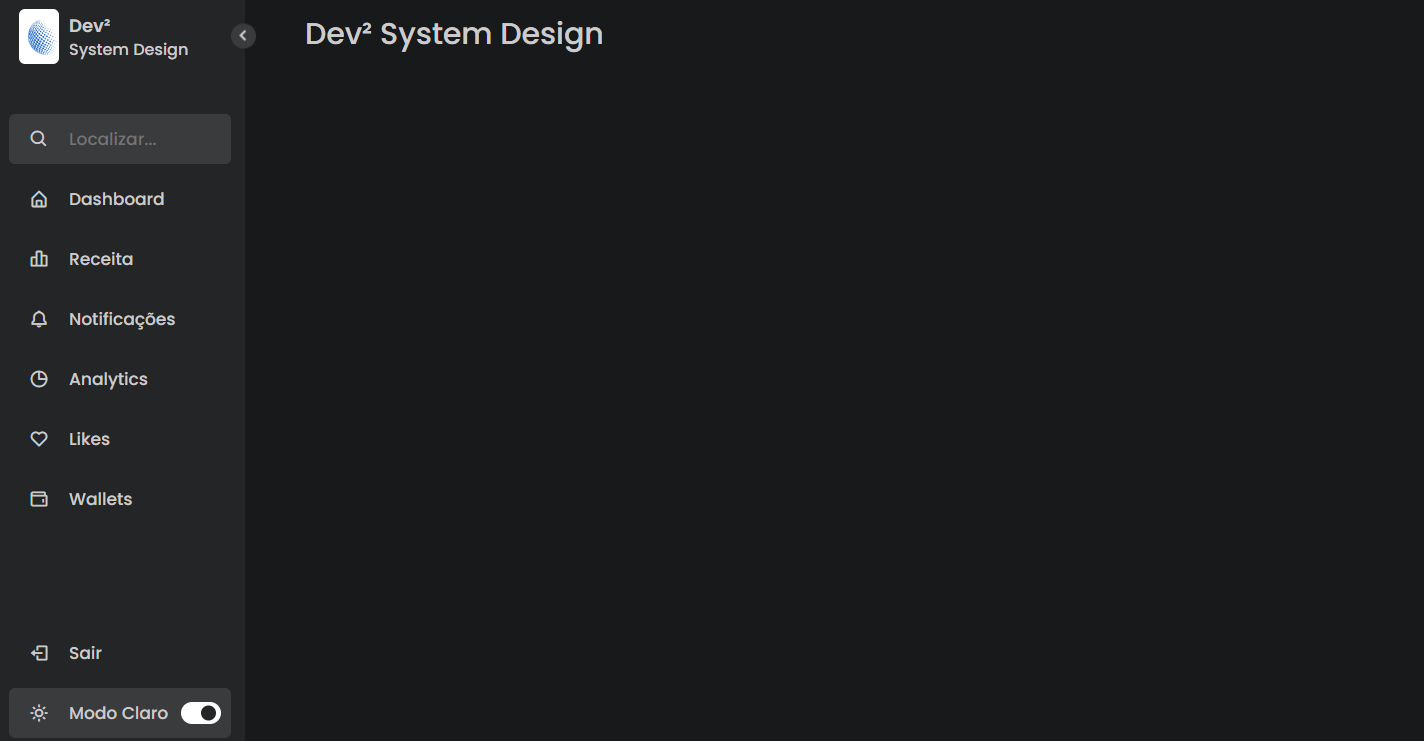 Dev²
System Design
Dev² System Design
Localizar...
Dashboard
Receita
Notificações
Analytics
Likes
Wallets
Sair
Modo Claro